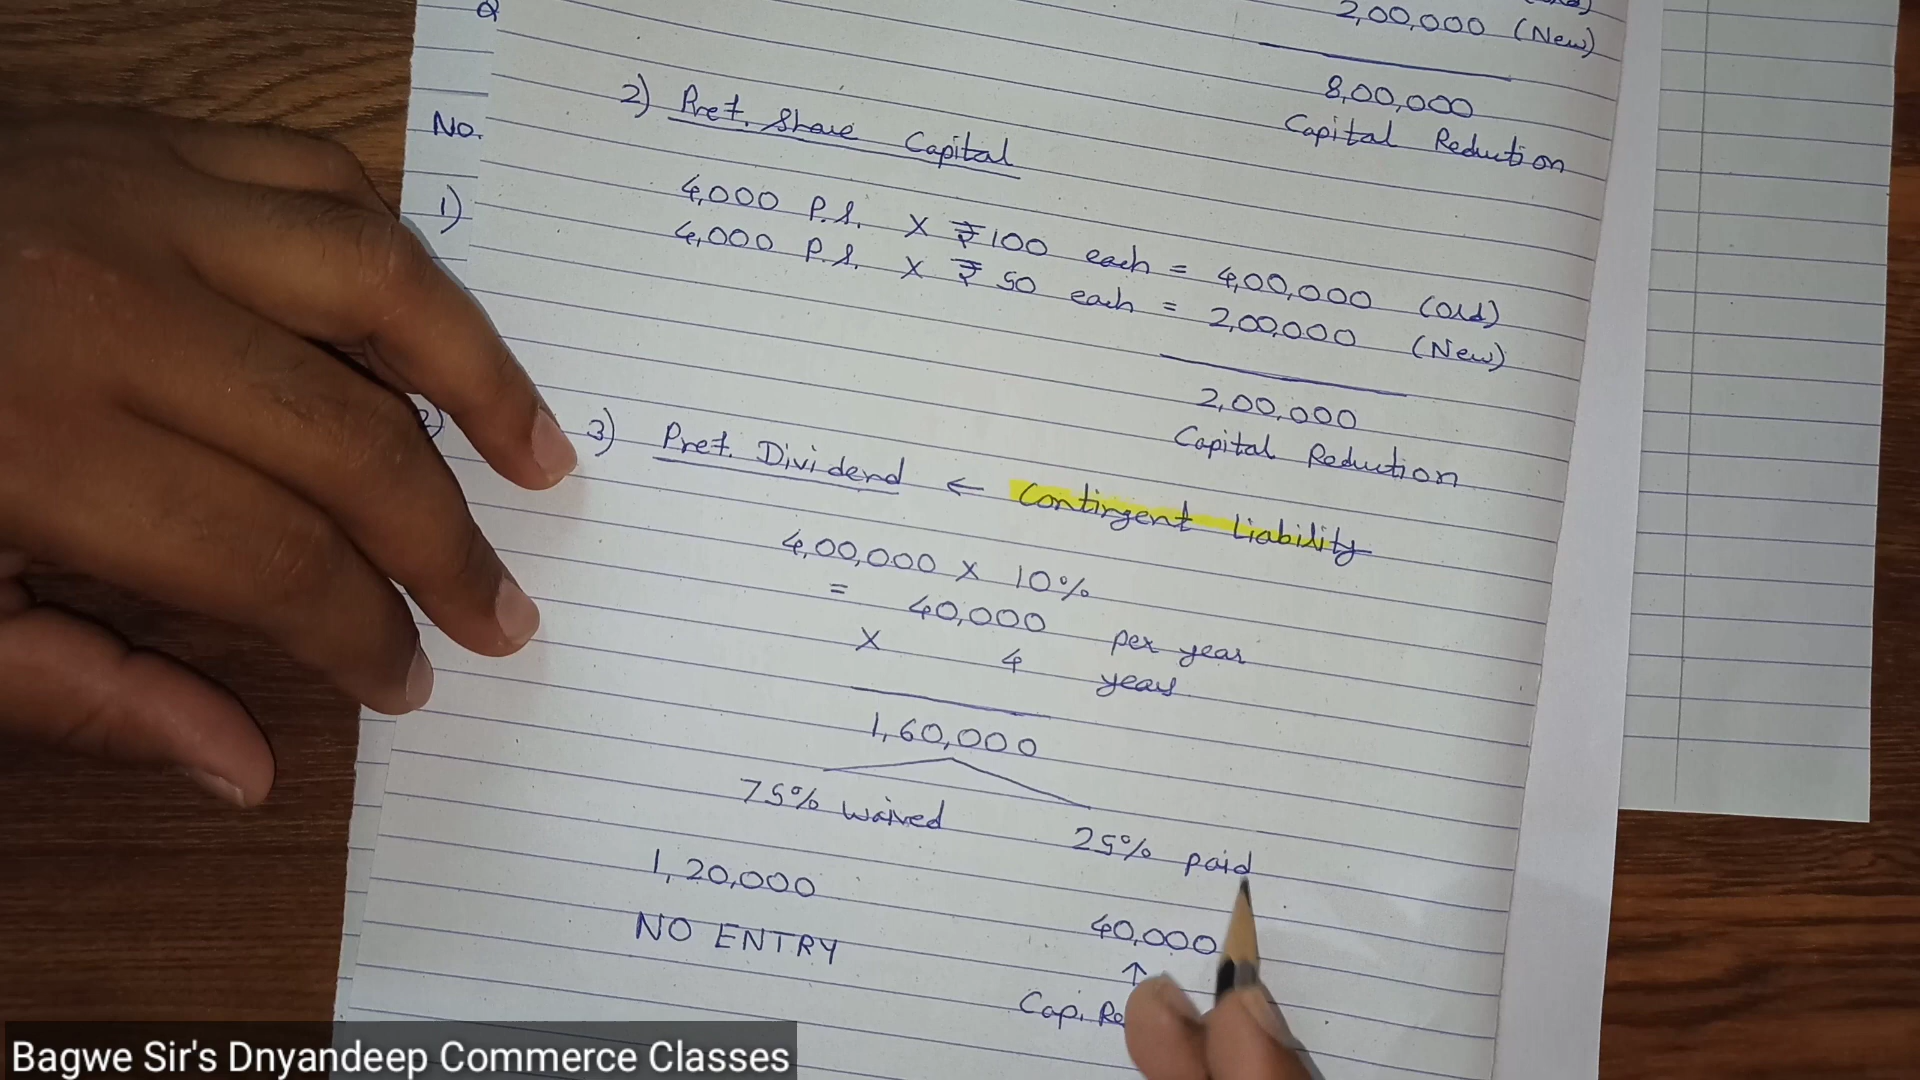 2,00,000 (New)
8,00,000
Capital Reduction
2) Pref. Share Capital
No.
1)
4,000 P.S. X ₹100 each = 4,00,000 (Old)
4,000 P.S. X ₹ 50 each = 2,00,000 (New)
2,00,000
Capital Reduction
2)
3) Pref. Dividend ← Contingent Liability
4,00,000 X 10%
= 40,000 per year
X 4 years
1,60,000
75% waived
25% paid
1,20,000
40,000
NO ENTRY
↑
Cap. Re
Bagwe Sir's Dnyandeep Commerce Classes